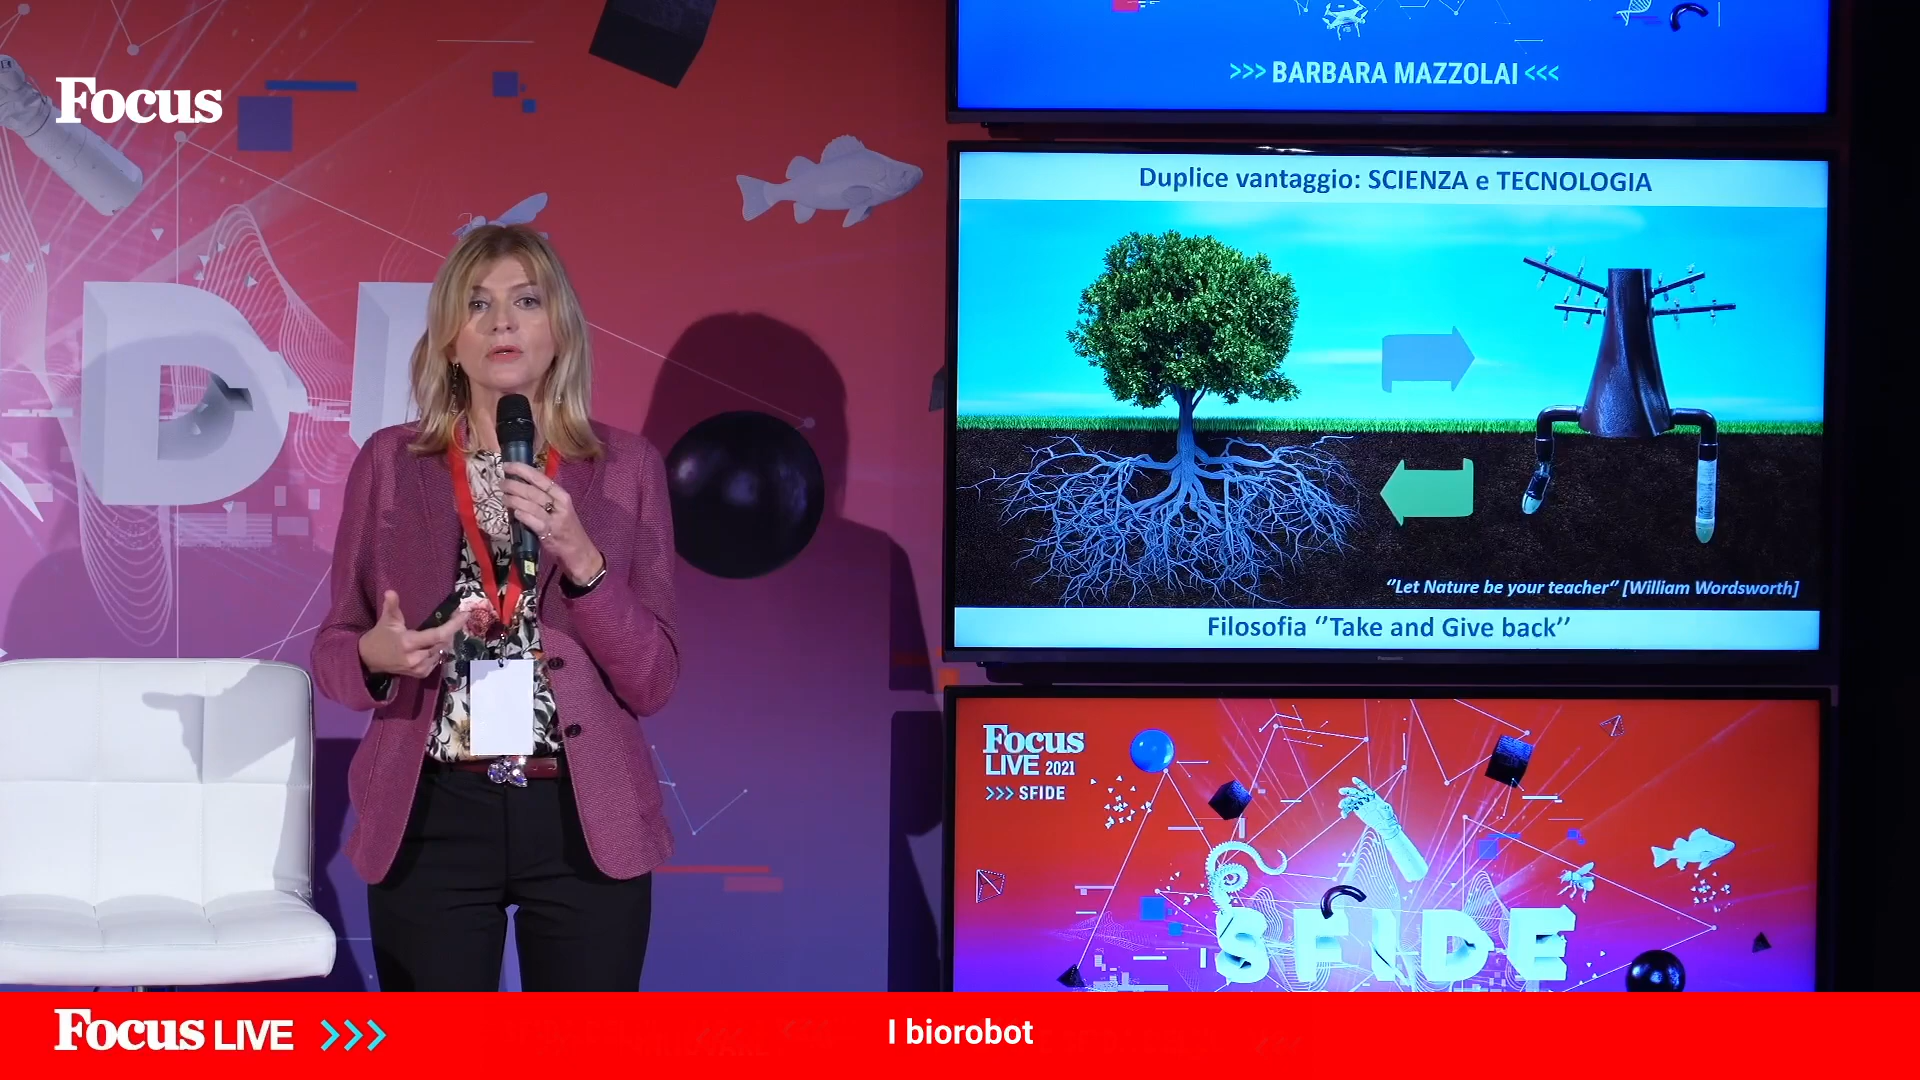 Focus
>>> BARBARA MAZZOLAI <<<
Duplice vantaggio: SCIENZA e TECNOLOGIA
“Let Nature be your teacher“ [William Wordsworth]
Filosofia ‘‘Take and Give back’’
Panasonic
Focus
LIVE 2021
>>> SFIDE
SFIDE
D
Focus LIVE >>>
I biorobot